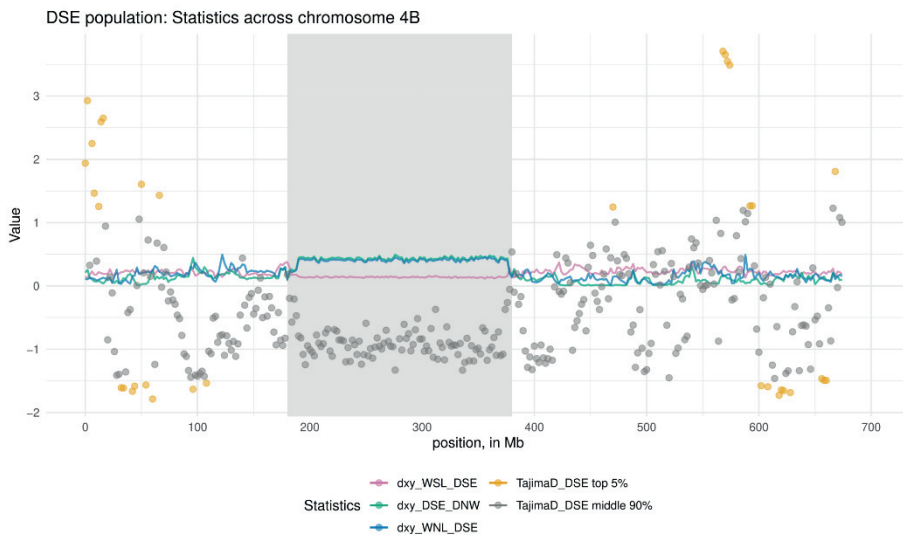 DSE population: Statistics across chromosome 4B
3
2
1
0
−1
−2
Value
0 100 200 300 400 500 600 700
position, in Mb
Statistics
dxy_WSL_DSE TajimaD_DSE top 5%
dxy_DSE_DNW TajimaD_DSE middle 90%
dxy_WNL_DSE